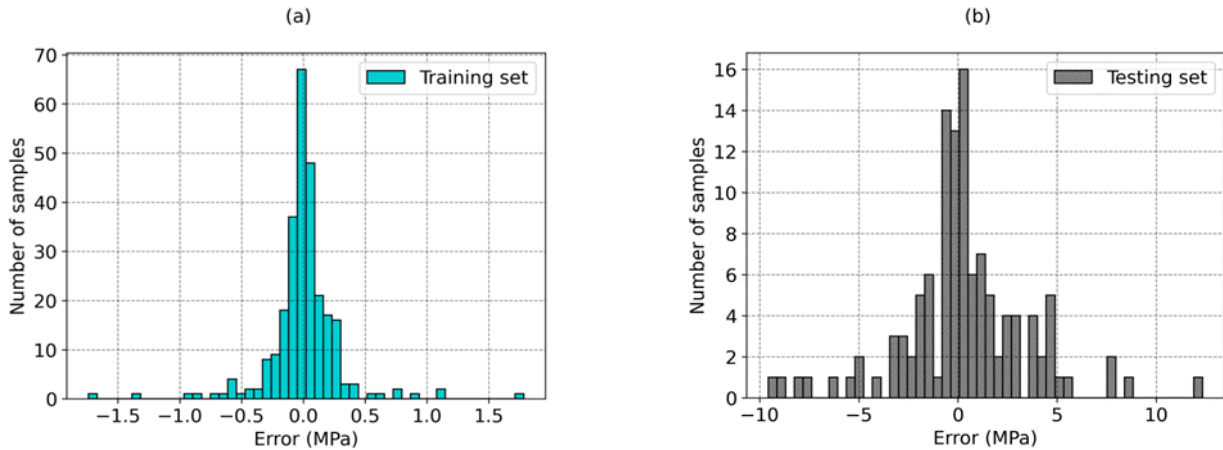 (a)
70
60
50
40
30
20
10
0
Number of samples
Training set
−1.5 −1.0 −0.5 0.0 0.5 1.0 1.5
Error (MPa)
(b)
16
14
12
10
8
6
4
2
0
Number of samples
Testing set
−10 −5 0 5 10
Error (MPa)